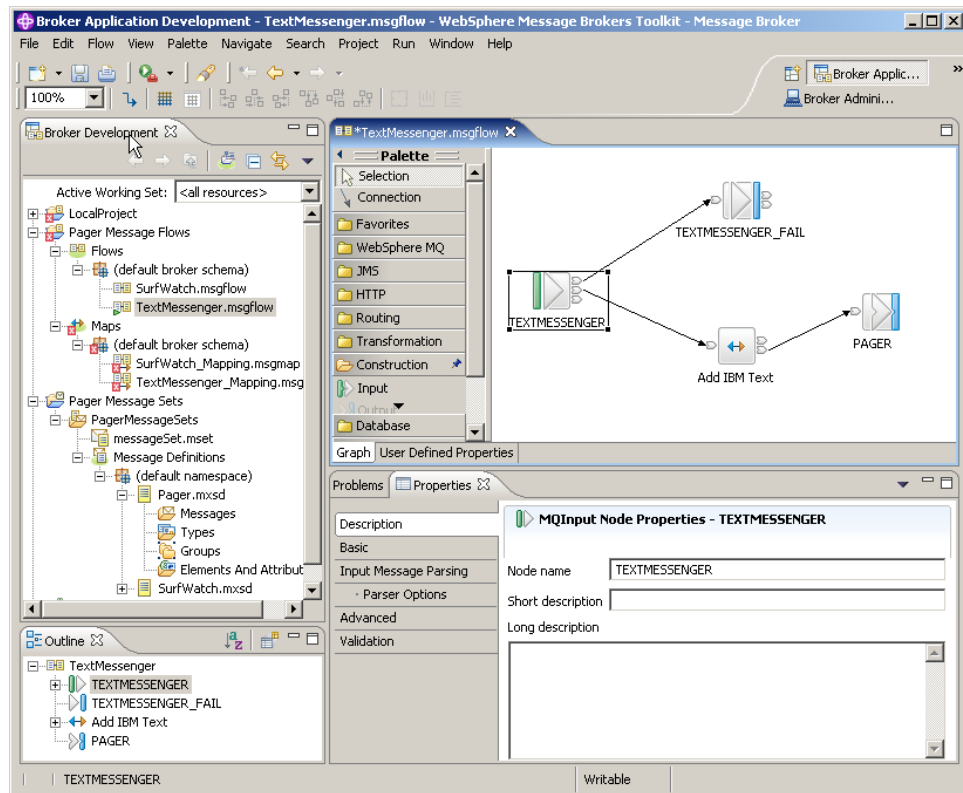 Broker Application Development - TextMessenger.msgflow - WebSphere Message Brokers Toolkit - Message Broker
File Edit Flow View Palette Navigate Search Project Run Window Help
Broker Applic...
100%
Broker Admini...
Broker Development
Active Working Set: <all resources>
LocalProject
Pager Message Flows
Flows
(default broker schema)
SurfWatch.msgflow
TextMessenger.msgflow
Maps
(default broker schema)
SurfWatch_Mapping.msgmap
TextMessenger_Mapping.msg
Pager Message Sets
PagerMessageSets
messageSet.mset
Message Definitions
(default namespace)
Pager.mxsd
Messages
Types
Groups
Elements And Attribut
SurfWatch.mxsd
*TextMessenger.msgflow
Palette
Selection
Connection
Favorites
WebSphere MQ
JMS
HTTP
Routing
Transformation
Construction
Input
Output
Database
TEXTMESSENGER_FAIL
TEXTMESSENGER
PAGER
Add IBM Text
Graph User Defined Properties
Problems Properties
Description
Basic
Input Message Parsing
Parser Options
Advanced
Validation
MQInput Node Properties - TEXTMESSENGER
Node name TEXTMESSENGER
Short description
Long description
Outline
TextMessenger
TEXTMESSENGER
TEXTMESSENGER_FAIL
Add IBM Text
PAGER
TEXTMESSENGER Writable